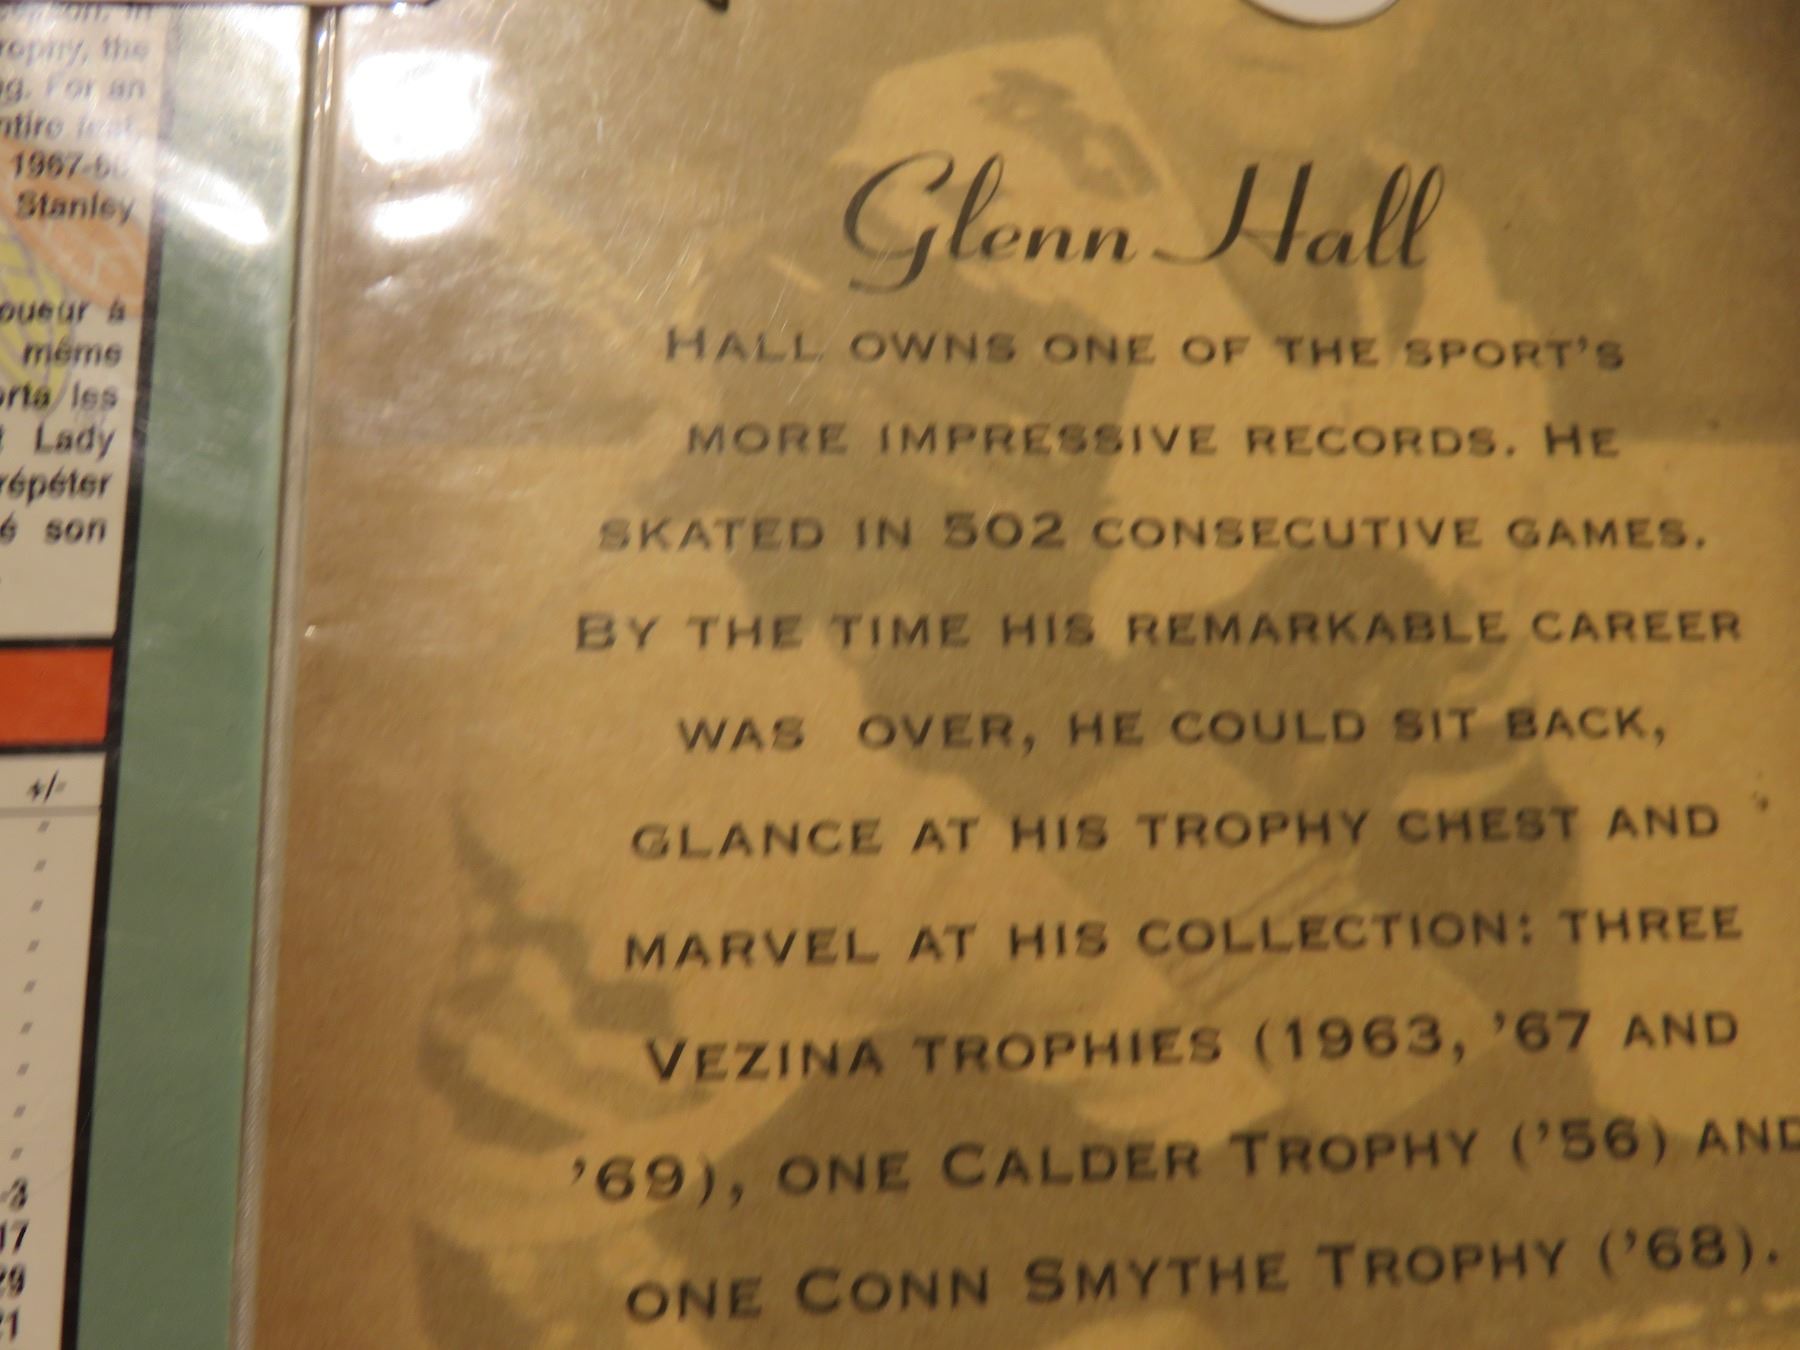 trophy, the
For an
1967-68
Stanley
joueur à
même
les
Lady
répéter
son
+/-
-3
17
29
21
Glenn Hall
HALL OWNS ONE OF THE SPORT'S
MORE IMPRESSIVE RECORDS. HE
SKATED IN 502 CONSECUTIVE GAMES.
BY THE TIME HIS REMARKABLE CAREER
WAS OVER, HE COULD SIT BACK,
GLANCE AT HIS TROPHY CHEST AND
MARVEL AT HIS COLLECTION: THREE
VEZINA TROPHIES (1963, '67 AND
'69), ONE CALDER TROPHY ('56) AND
ONE CONN SMYTHE TROPHY ('68).